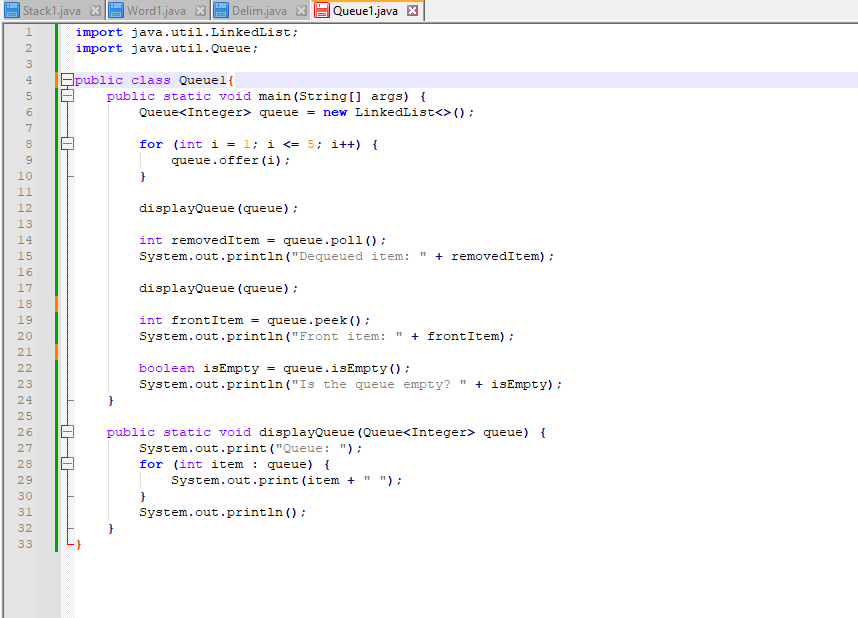 Stack1.java Word1.java Delim.java Queue1.java
1 import java.util.LinkedList;
2 import java.util.Queue;
3
4 public class Queue1{
5 public static void main(String[] args) {
6 Queue<Integer> queue = new LinkedList<>();
7
8 for (int i = 1; i <= 5; i++) {
9 queue.offer(i);
10 }
11
12 displayQueue(queue);
13
14 int removedItem = queue.poll();
15 System.out.println("Dequeued item: " + removedItem);
16
17 displayQueue(queue);
18
19 int frontItem = queue.peek();
20 System.out.println("Front item: " + frontItem);
21
22 boolean isEmpty = queue.isEmpty();
23 System.out.println("Is the queue empty? " + isEmpty);
24 }
25
26 public static void displayQueue(Queue<Integer> queue) {
27 System.out.print("Queue: ");
28 for (int item : queue) {
29 System.out.print(item + " ");
30 }
31 System.out.println();
32 }
33 }